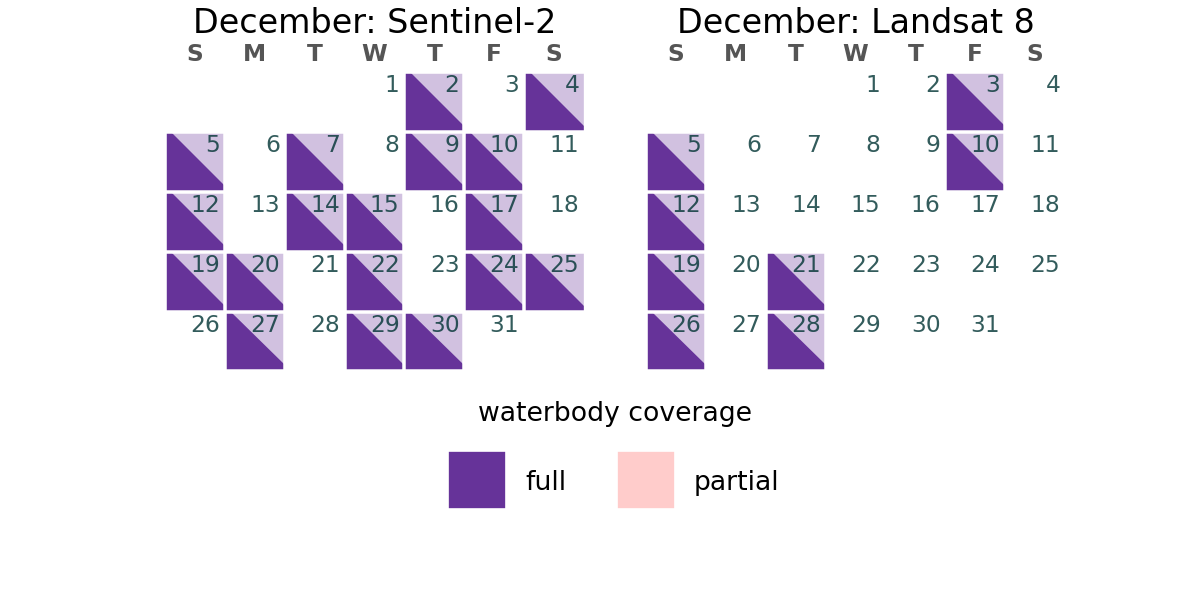 December: Sentinel-2
S M T W T F S
1 2 3 4
5 6 7 8 9 10 11
12 13 14 15 16 17 18
19 20 21 22 23 24 25
26 27 28 29 30 31
December: Landsat 8
S M T W T F S
1 2 3 4
5 6 7 8 9 10 11
12 13 14 15 16 17 18
19 20 21 22 23 24 25
26 27 28 29 30 31
waterbody coverage
full partial